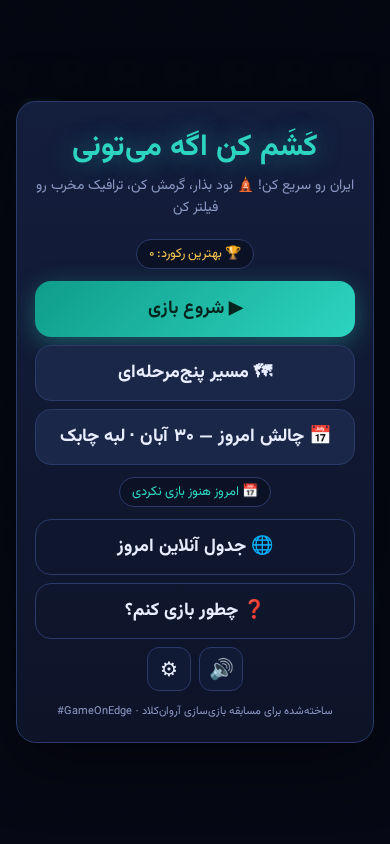 کَشَم کن اگه می‌تونی
ایران رو سریع کن! نود بذار، گرمش کن، ترافیک مخرب رو
فیلتر کن
بهترین رکورد: ۰
شروع بازی
مسیر پنج‌مرحله‌ای
چالش امروز — ۳۰ آبان · لبه چابک
امروز هنوز بازی نکردی
جدول آنلاین امروز
چطور بازی کنم؟
ساخته‌شده برای مسابقه بازی‌سازی آروان‌کلاد · #GameOnEdge